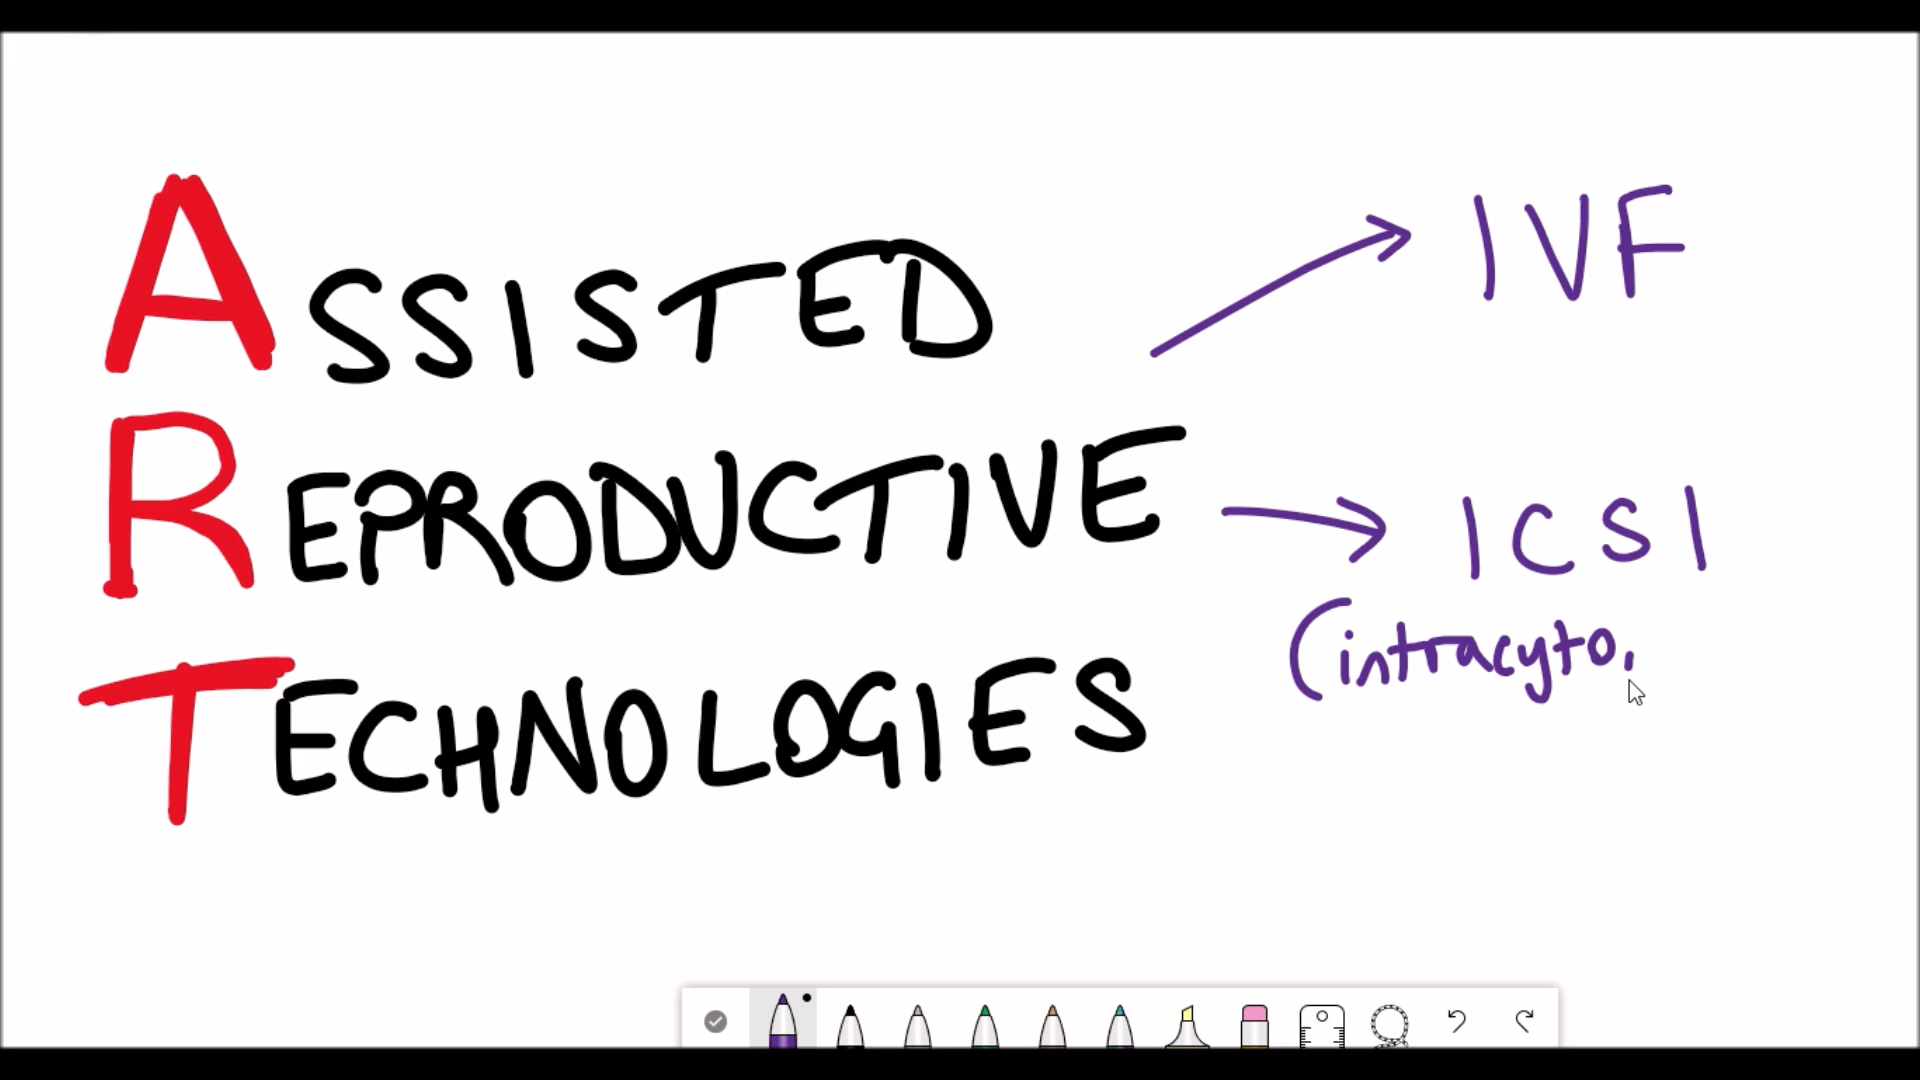 ASSISTED
REPRODUCTIVE
TECHNOLOGIES
IVF
ICSI
(intracyto